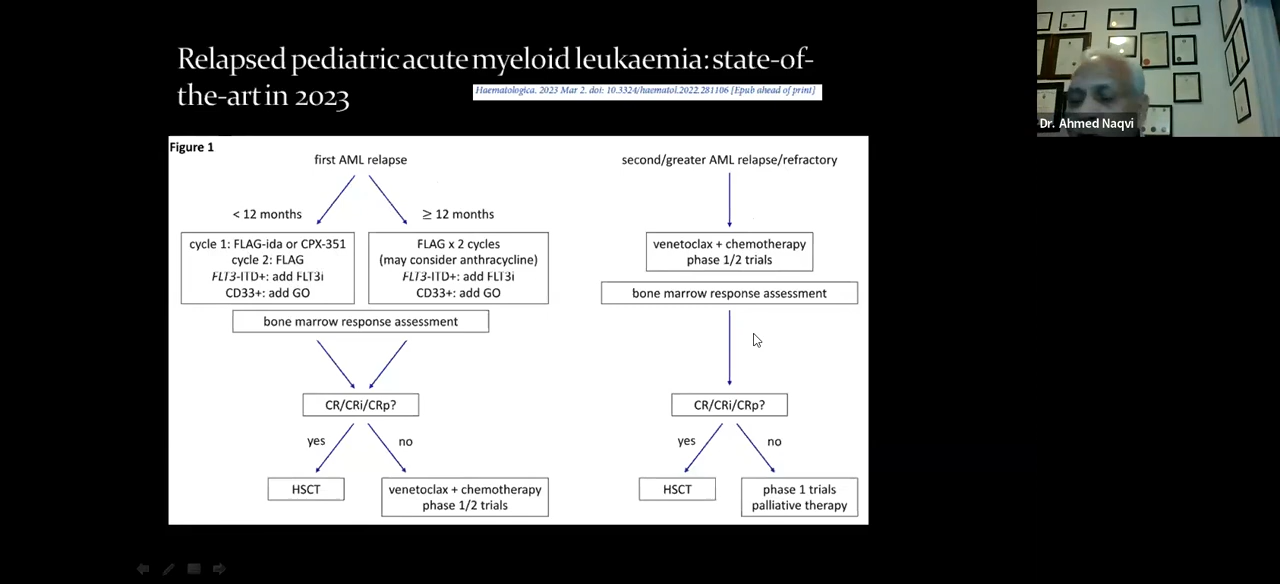 Relapsed pediatric acute myeloid leukaemia: state-of-
the-art in 2023
Haematologica. 2023 Mar 2. doi: 10.3324/haematol.2022.281106 [Epub ahead of print]
Dr. Ahmed Naqvi
Figure 1
first AML relapse
< 12 months
≥ 12 months
cycle 1: FLAG-ida or CPX-351
cycle 2: FLAG
FLT3-ITD+: add FLT3i
CD33+: add GO
FLAG x 2 cycles
(may consider anthracycline)
FLT3-ITD+: add FLT3i
CD33+: add GO
bone marrow response assessment
CR/CRi/CRp?
yes
no
HSCT
venetoclax + chemotherapy
phase 1/2 trials
second/greater AML relapse/refractory
venetoclax + chemotherapy
phase 1/2 trials
bone marrow response assessment
CR/CRi/CRp?
yes
no
HSCT
phase 1 trials
palliative therapy